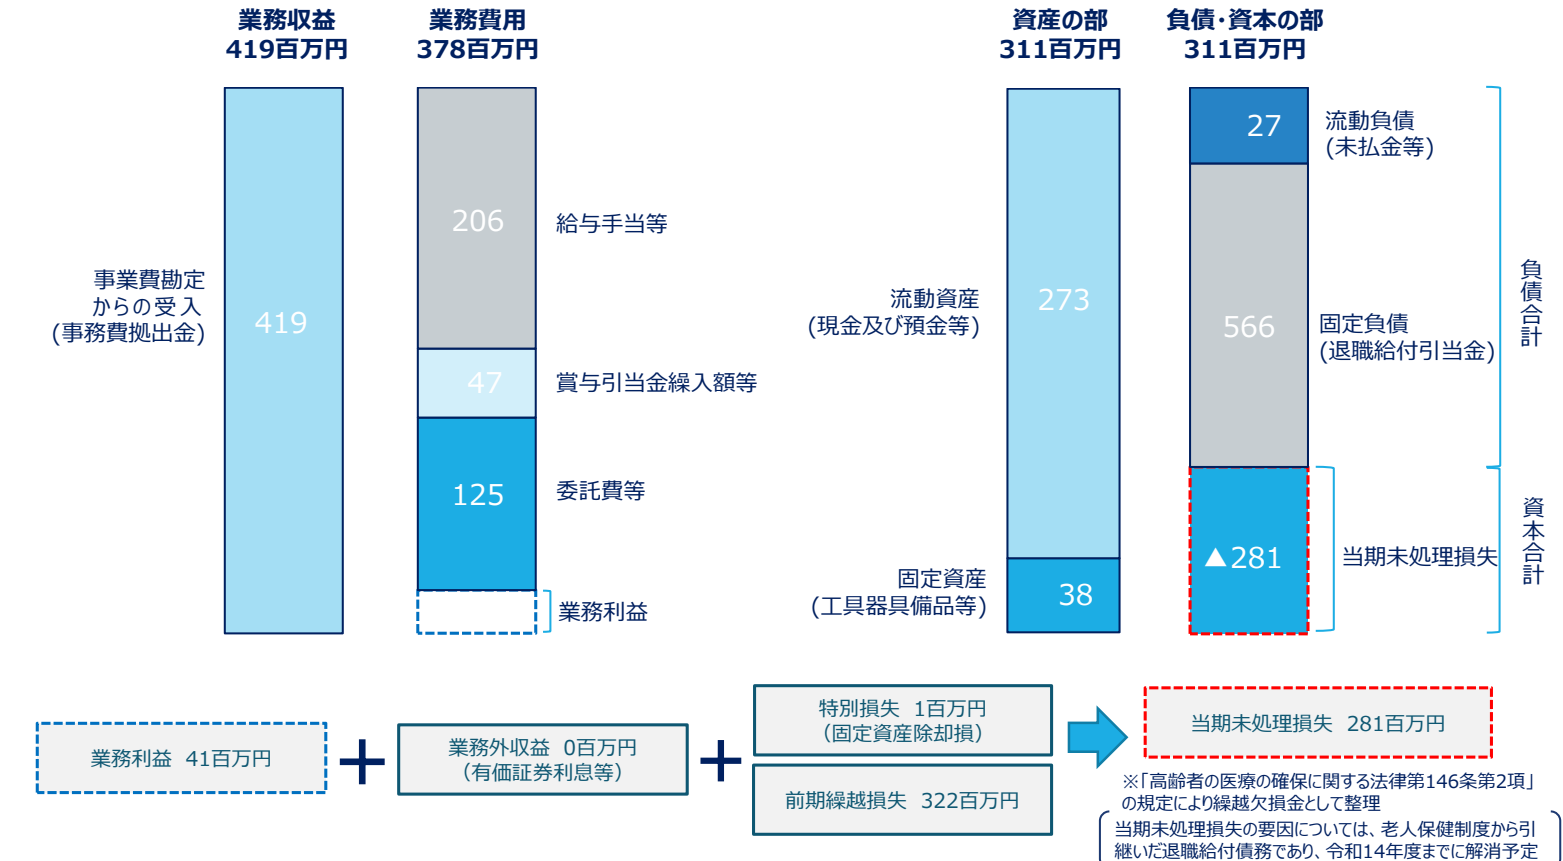 業務収益
419百万円
業務費用
378百万円
資産の部
311百万円
負債・資本の部
311百万円
事業費勘定
からの受入
(事務費拠出金)
419
206
給与手当等
47
賞与引当金繰入額等
125
委託費等
業務利益
流動資産
(現金及び預金等)
273
固定資産
(工具器具備品等)
38
27
流動負債
(未払金等)
566
固定負債
(退職給付引当金)
▲281
当期未処理損失
負債合計
資本合計
業務利益 41百万円
+
業務外収益 0百万円
(有価証券利息等)
+
特別損失 1百万円
(固定資産除却損)
前期繰越損失 322百万円
当期未処理損失 281百万円
※「高齢者の医療の確保に関する法律第146条第2項」
の規定により繰越欠損金として整理
当期未処理損失の要因については、老人保健制度から引
継いだ退職給付債務であり、令和14年度までに解消予定